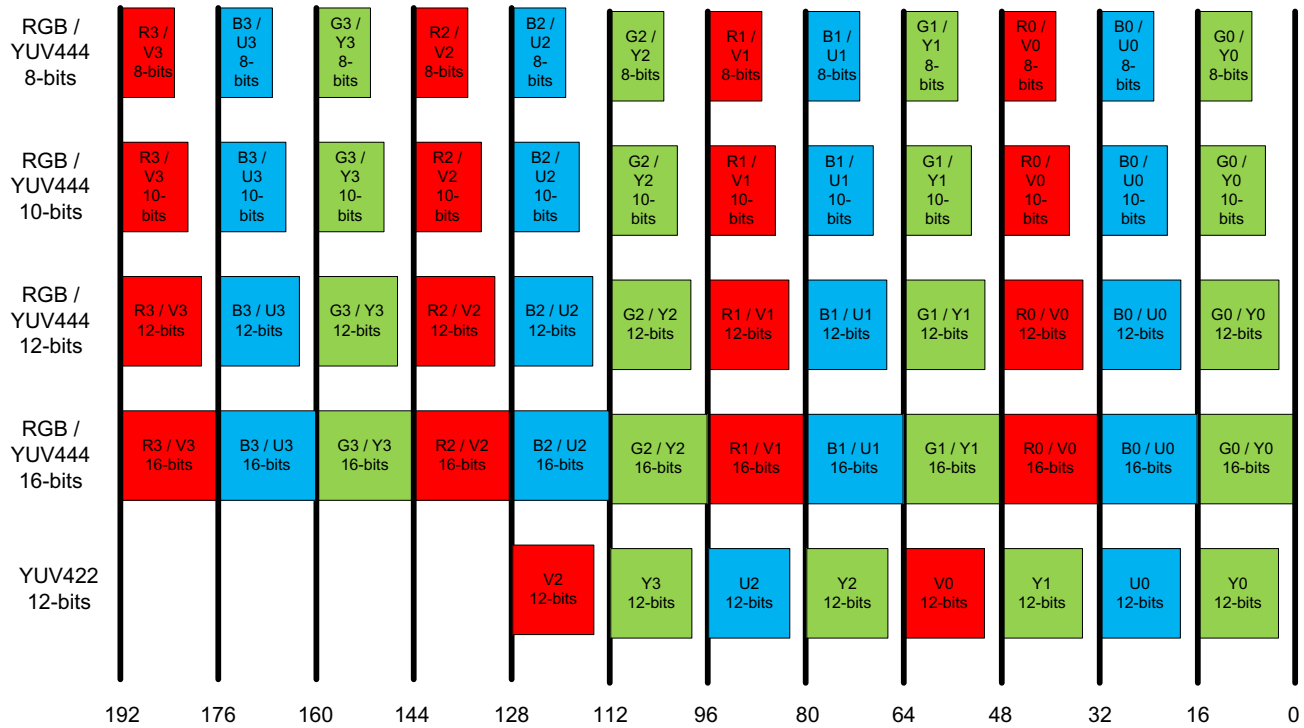 RGB /
YUV444
8-bits
R3 /
V3
8-bits
B3 /
U3
8-
bits
G3 /
Y3
8-
bits
R2 /
V2
8-bits
B2 /
U2
8-
bits
G2 /
Y2
8-bits
R1 /
V1
8-bits
B1 /
U1
8-bits
G1 /
Y1
8-
bits
R0 /
V0
8-
bits
B0 /
U0
8-
bits
G0 /
Y0
8-bits
RGB /
YUV444
10-bits
R3 /
V3
10-
bits
B3 /
U3
10-
bits
G3 /
Y3
10-
bits
R2 /
V2
10-
bits
B2 /
U2
10-
bits
G2 /
Y2
10-
bits
R1 /
V1
10-
bits
B1 /
U1
10-
bits
G1 /
Y1
10-
bits
R0 /
V0
10-
bits
B0 /
U0
10-
bits
G0 /
Y0
10-
bits
RGB /
YUV444
12-bits
R3 / V3
12-bits
B3 / U3
12-bits
G3 / Y3
12-bits
R2 / V2
12-bits
B2 / U2
12-bits
G2 / Y2
12-bits
R1 / V1
12-bits
B1 / U1
12-bits
G1 / Y1
12-bits
R0 / V0
12-bits
B0 / U0
12-bits
G0 / Y0
12-bits
RGB /
YUV444
16-bits
R3 / V3
16-bits
B3 / U3
16-bits
G3 / Y3
16-bits
R2 / V2
16-bits
B2 / U2
16-bits
G2 / Y2
16-bits
R1 / V1
16-bits
B1 / U1
16-bits
G1 / Y1
16-bits
R0 / V0
16-bits
B0 / U0
16-bits
G0 / Y0
16-bits
YUV422
12-bits
V2
12-bits
Y3
12-bits
U2
12-bits
Y2
12-bits
V0
12-bits
Y1
12-bits
U0
12-bits
Y0
12-bits
192 176 160 144 128 112 96 80 64 48 32 16 0